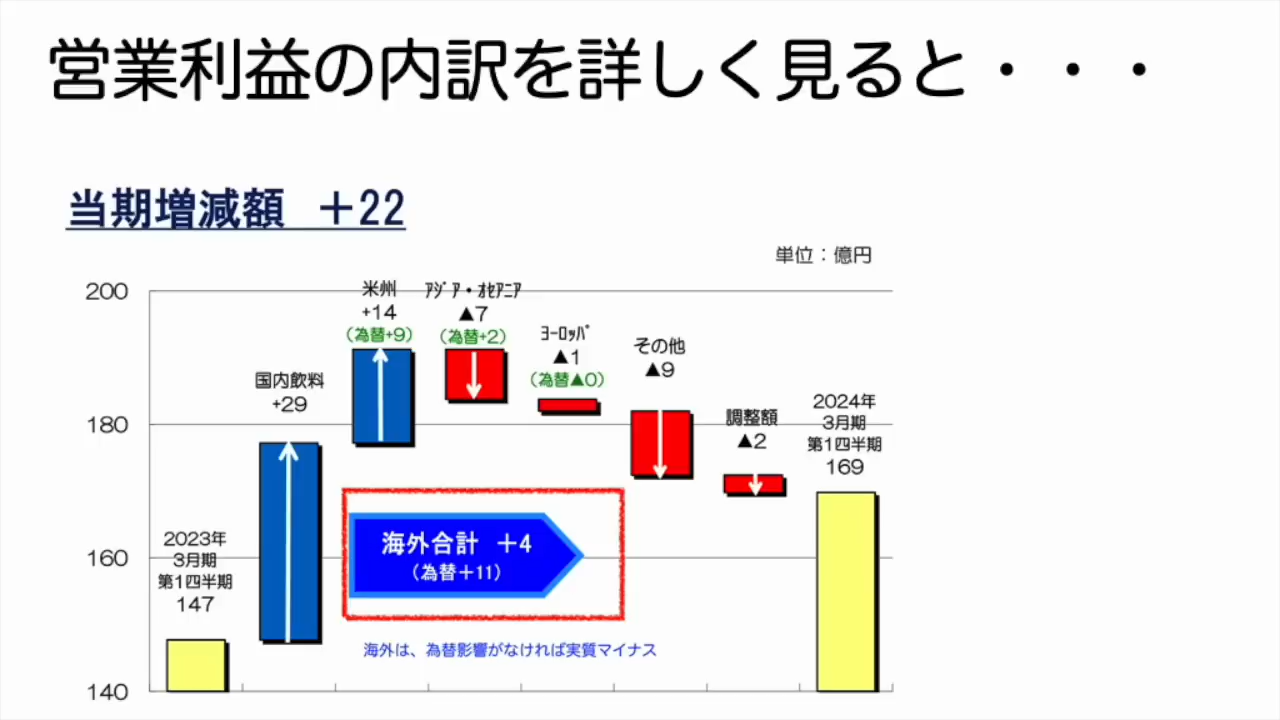 営業利益の内訳を詳しく見ると・・・
当期増減額　＋22
単位：億円
200
180
160
140
2023年
3月期
第1四半期
147
国内飲料
+29
米州
+14
（為替+9）
ｱｼﾞｱ・ｵｾｱﾆｱ
▲7
（為替+2）
ﾖｰﾛｯﾊﾟ
▲1
（為替▲0）
その他
▲9
調整額
▲2
2024年
3月期
第1四半期
169
海外合計　＋4
（為替＋11）
海外は、為替影響がなければ実質マイナス